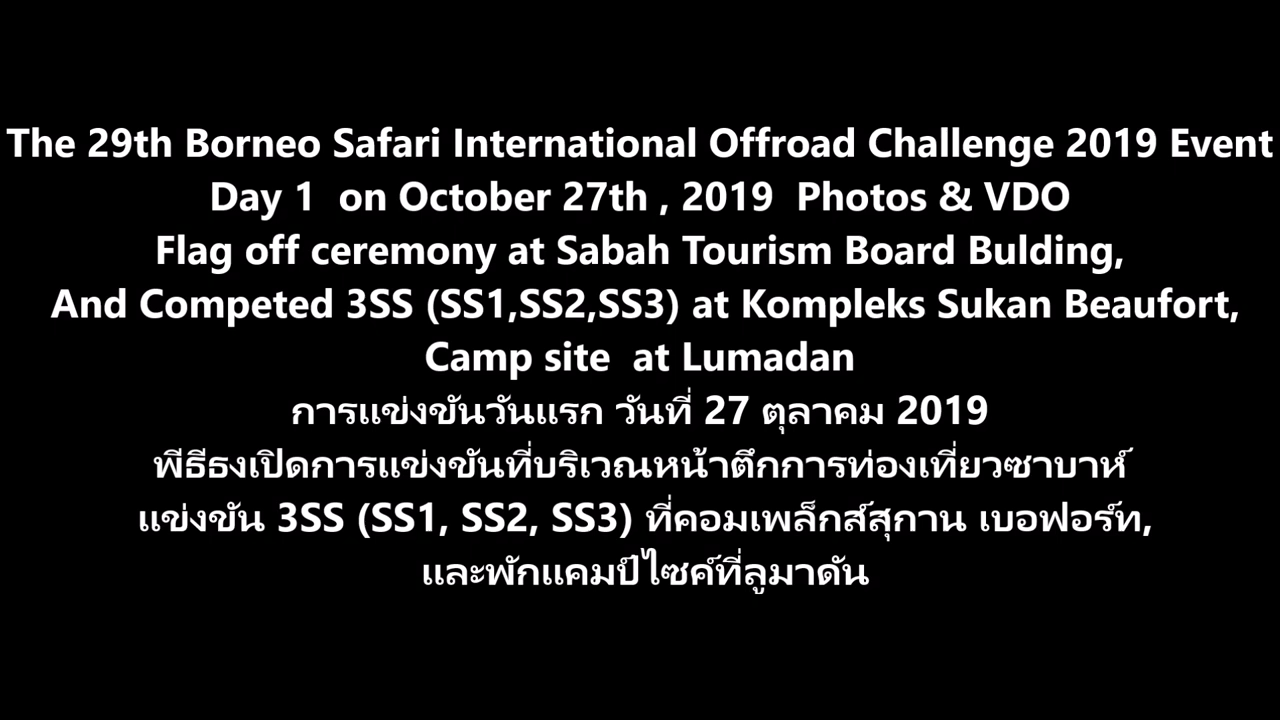 The 29th Borneo Safari International Offroad Challenge 2019 Event
Day 1  on October 27th , 2019  Photos & VDO
Flag off ceremony at Sabah Tourism Board Bulding,
And Competed 3SS (SS1,SS2,SS3) at Kompleks Sukan Beaufort,
Camp site  at Lumadan
การแข่งขันวันแรก วันที่ 27 ตุลาคม 2019
พีธีธงเปิดการแข่งขันที่บริเวณหน้าตึกการท่องเที่ยวซาบาห์
แข่งขัน 3SS (SS1, SS2, SS3) ที่คอมเพล็กส์สุกาน เบอฟอร์ท,
และพักแคมป์ไซค์ที่ลูมาดัน